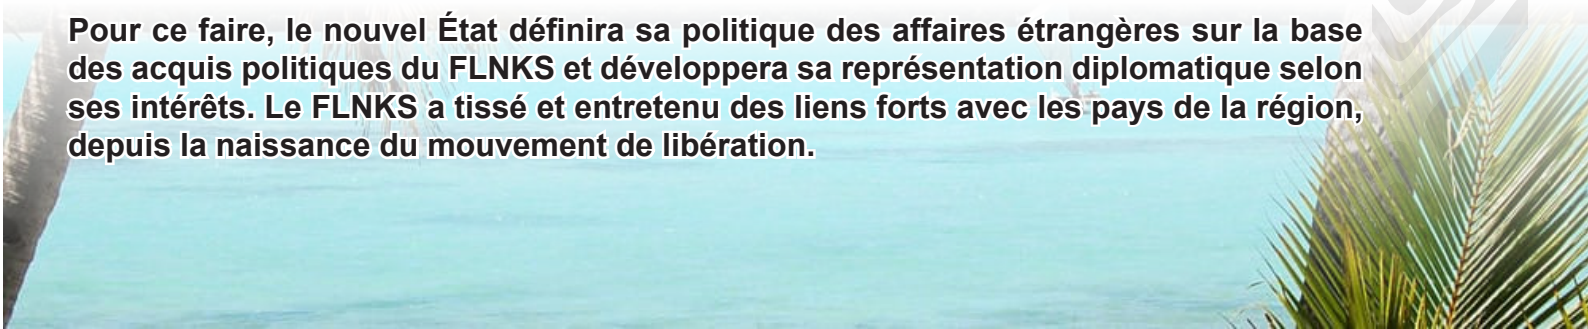 Pour ce faire, le nouvel État définira sa politique des affaires étrangères sur la base
des acquis politiques du FLNKS et développera sa représentation diplomatique selon
ses intérêts. Le FLNKS a tissé et entretenu des liens forts avec les pays de la région,
depuis la naissance du mouvement de libération.